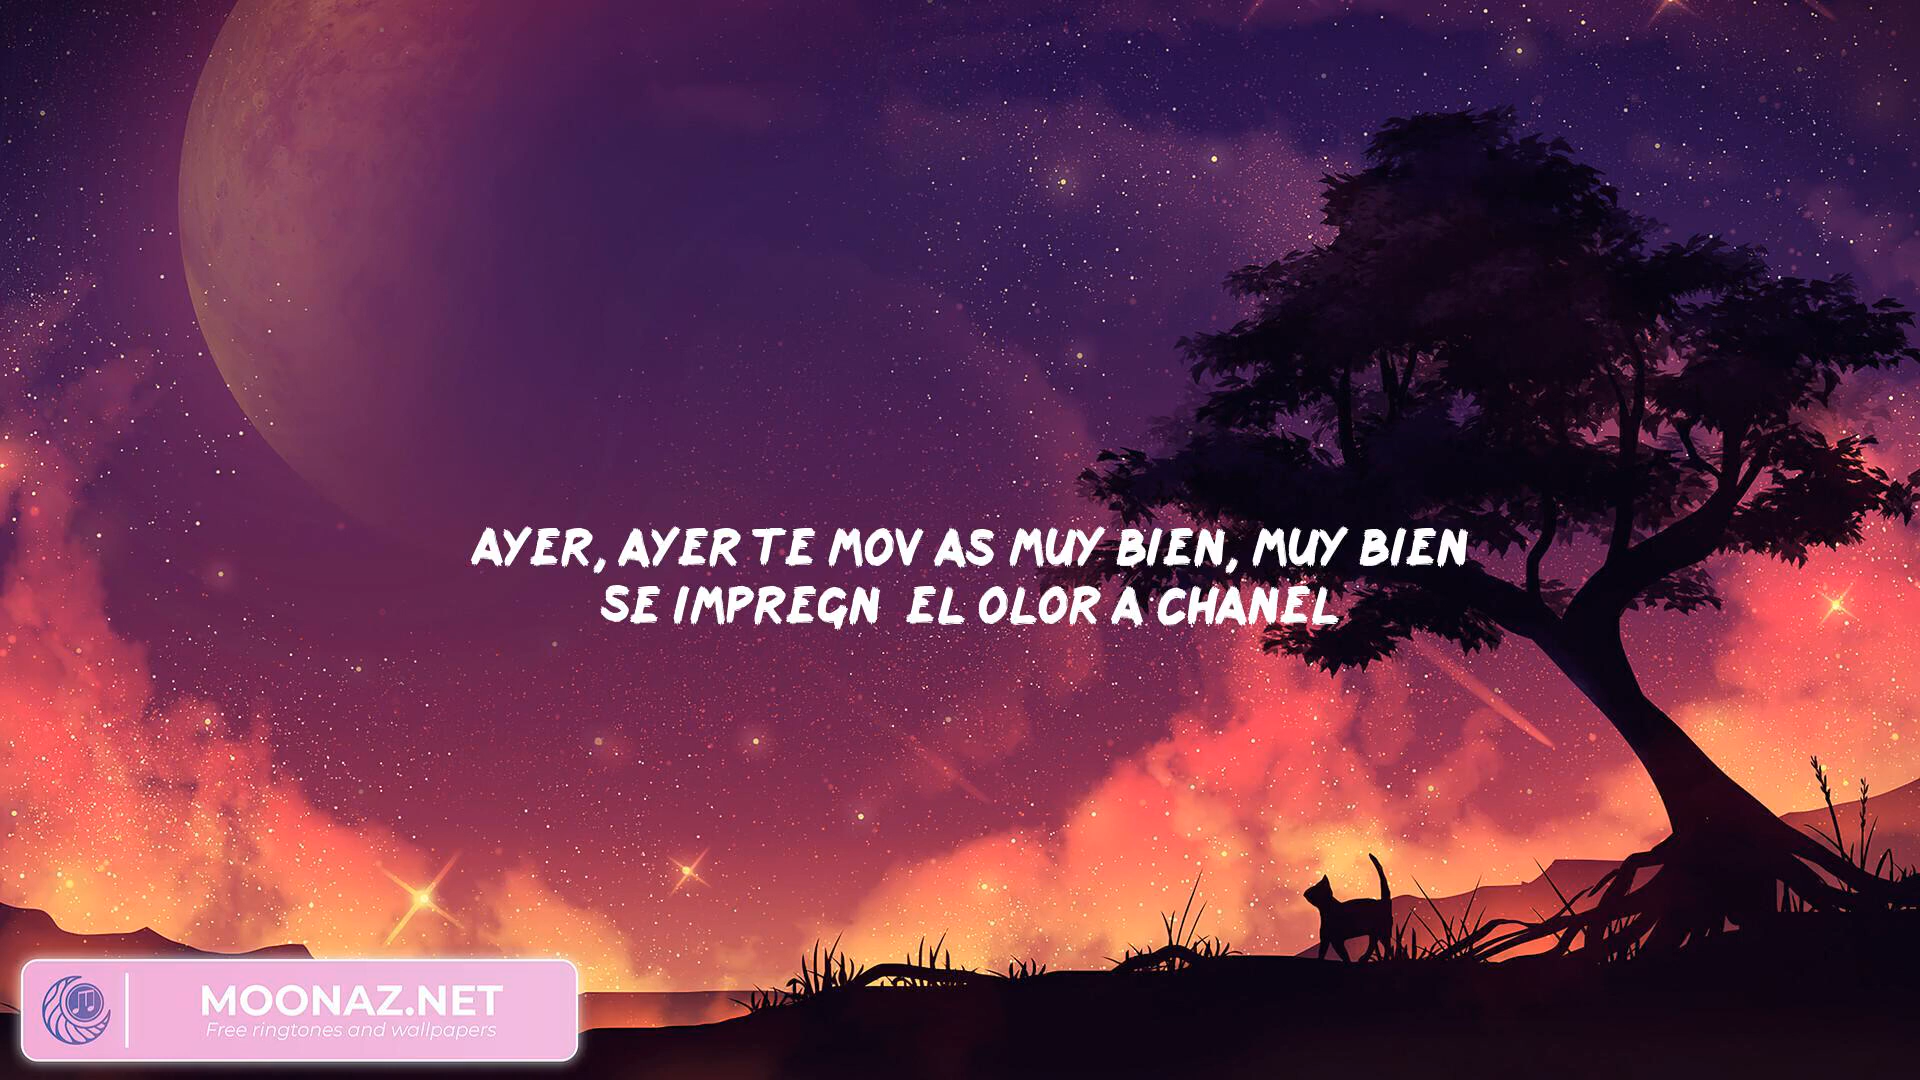 AYER, AYER TE MOV AS MUY BIEN, MUY BIEN
SE IMPREGN  EL OLOR A CHANEL
MOONAZ.NET
Free ringtones and wallpapers